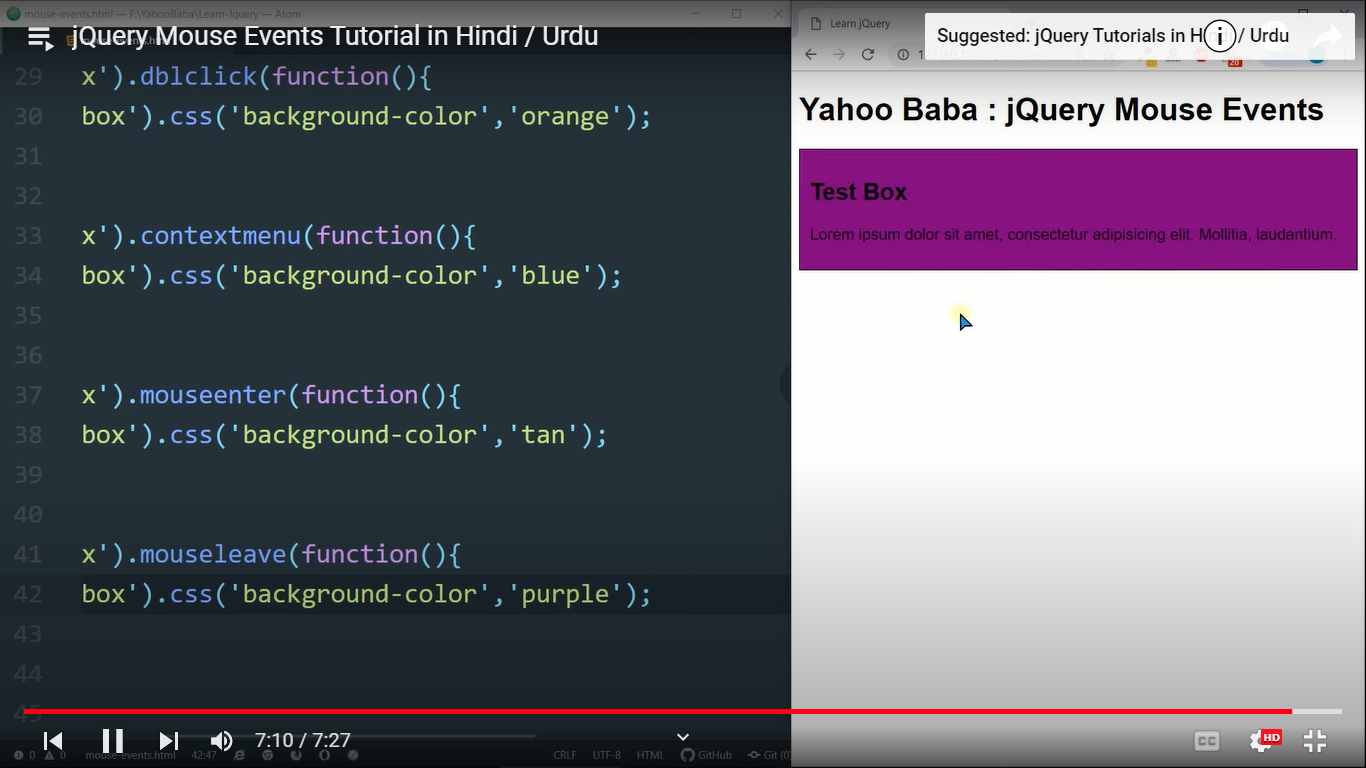 mouse-events.html — F:\YahooBaba\Learn-Jquery — Atom
jQuery Mouse Events Tutorial in Hindi / Urdu
29 x').dblclick(function(){
30 box').css('background-color','orange');
31
32
33 x').contextmenu(function(){
34 box').css('background-color','blue');
35
36
37 x').mouseenter(function(){
38 box').css('background-color','tan');
39
40
41 x').mouseleave(function(){
42 box').css('background-color','purple');
43
44
45
7:10 / 7:27
0 0 mouse-events.html 42:47 CRLF UTF-8 HTML GitHub Git (0)
Learn jQuery
Suggested: jQuery Tutorials in / Urdu
20
Yahoo Baba : jQuery Mouse Events
Test Box
Lorem ipsum dolor sit amet, consectetur adipisicing elit. Mollitia, laudantium.
CC HD